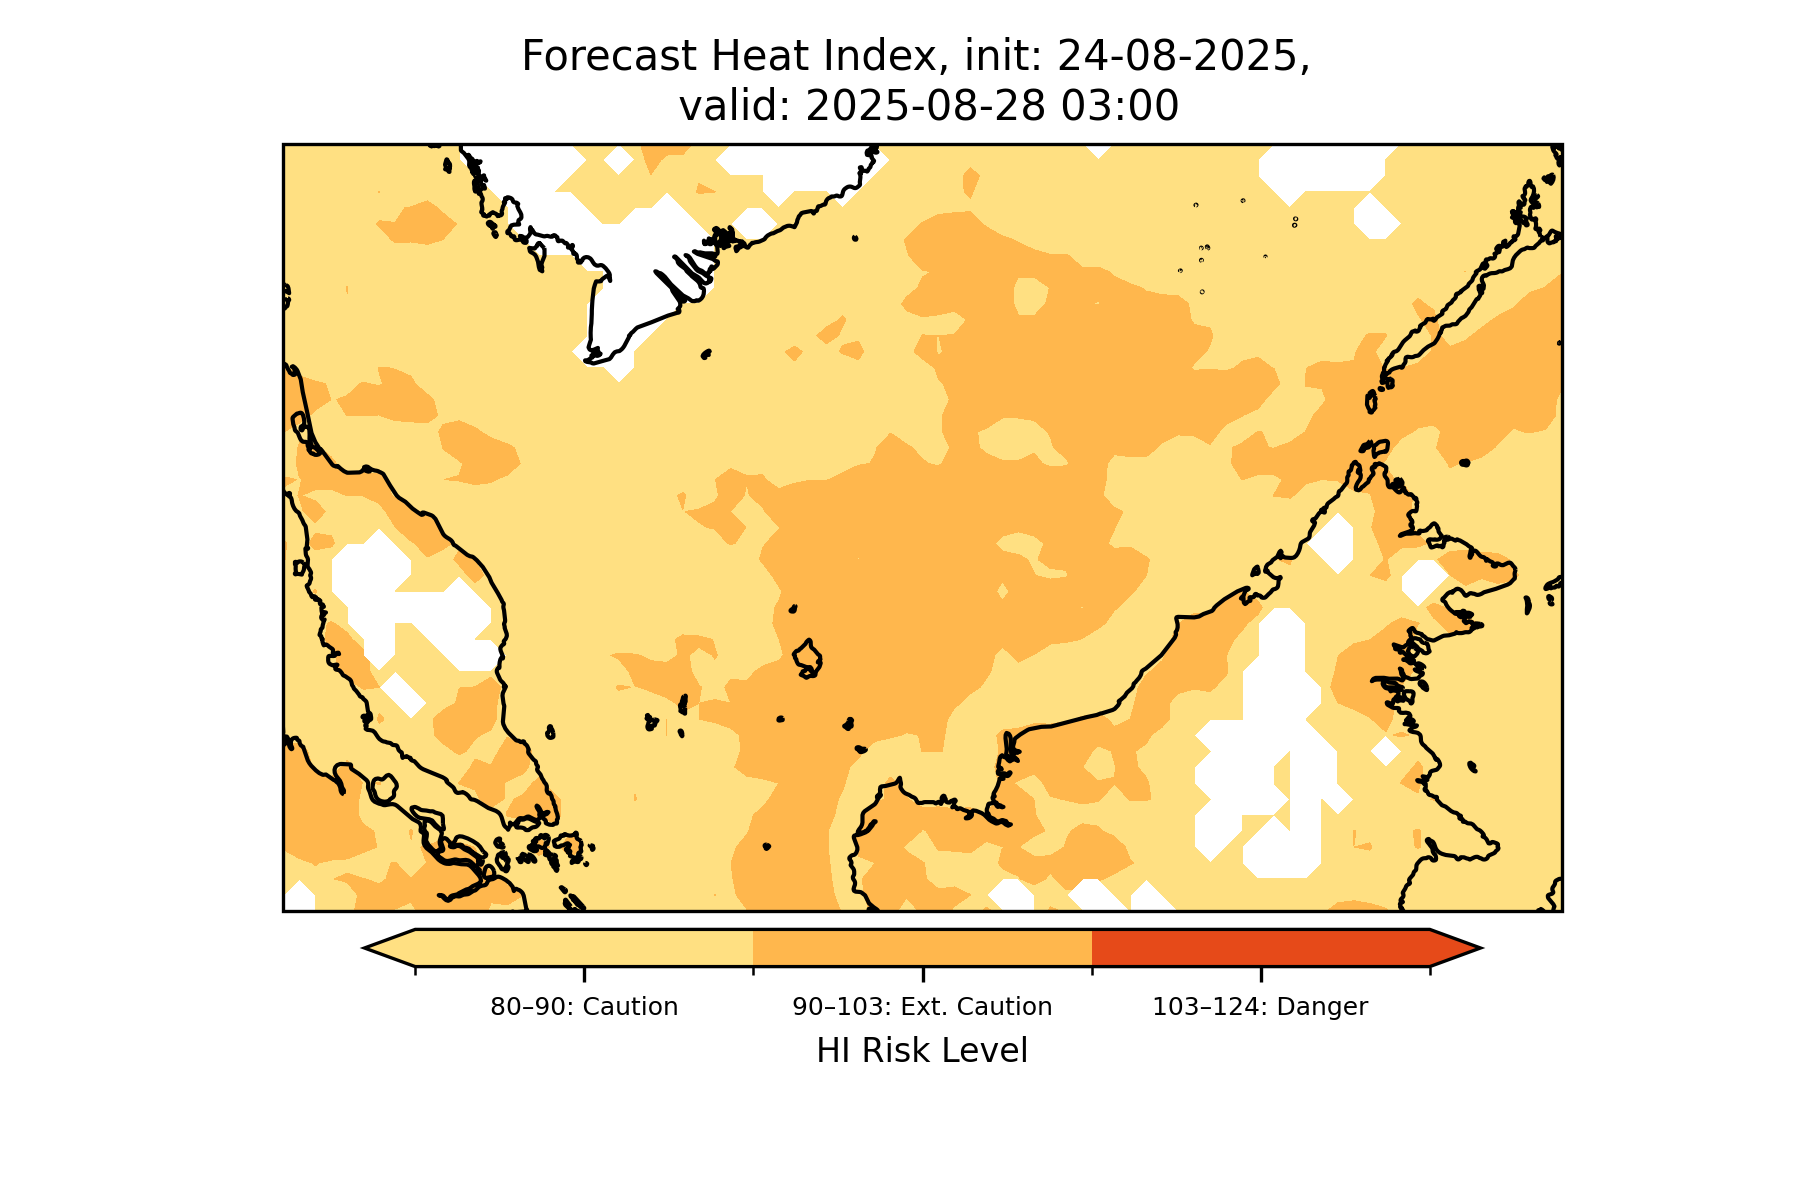 Forecast Heat Index, init: 24-08-2025,
valid: 2025-08-28 03:00
80–90: Caution
90–103: Ext. Caution
103–124: Danger
HI Risk Level